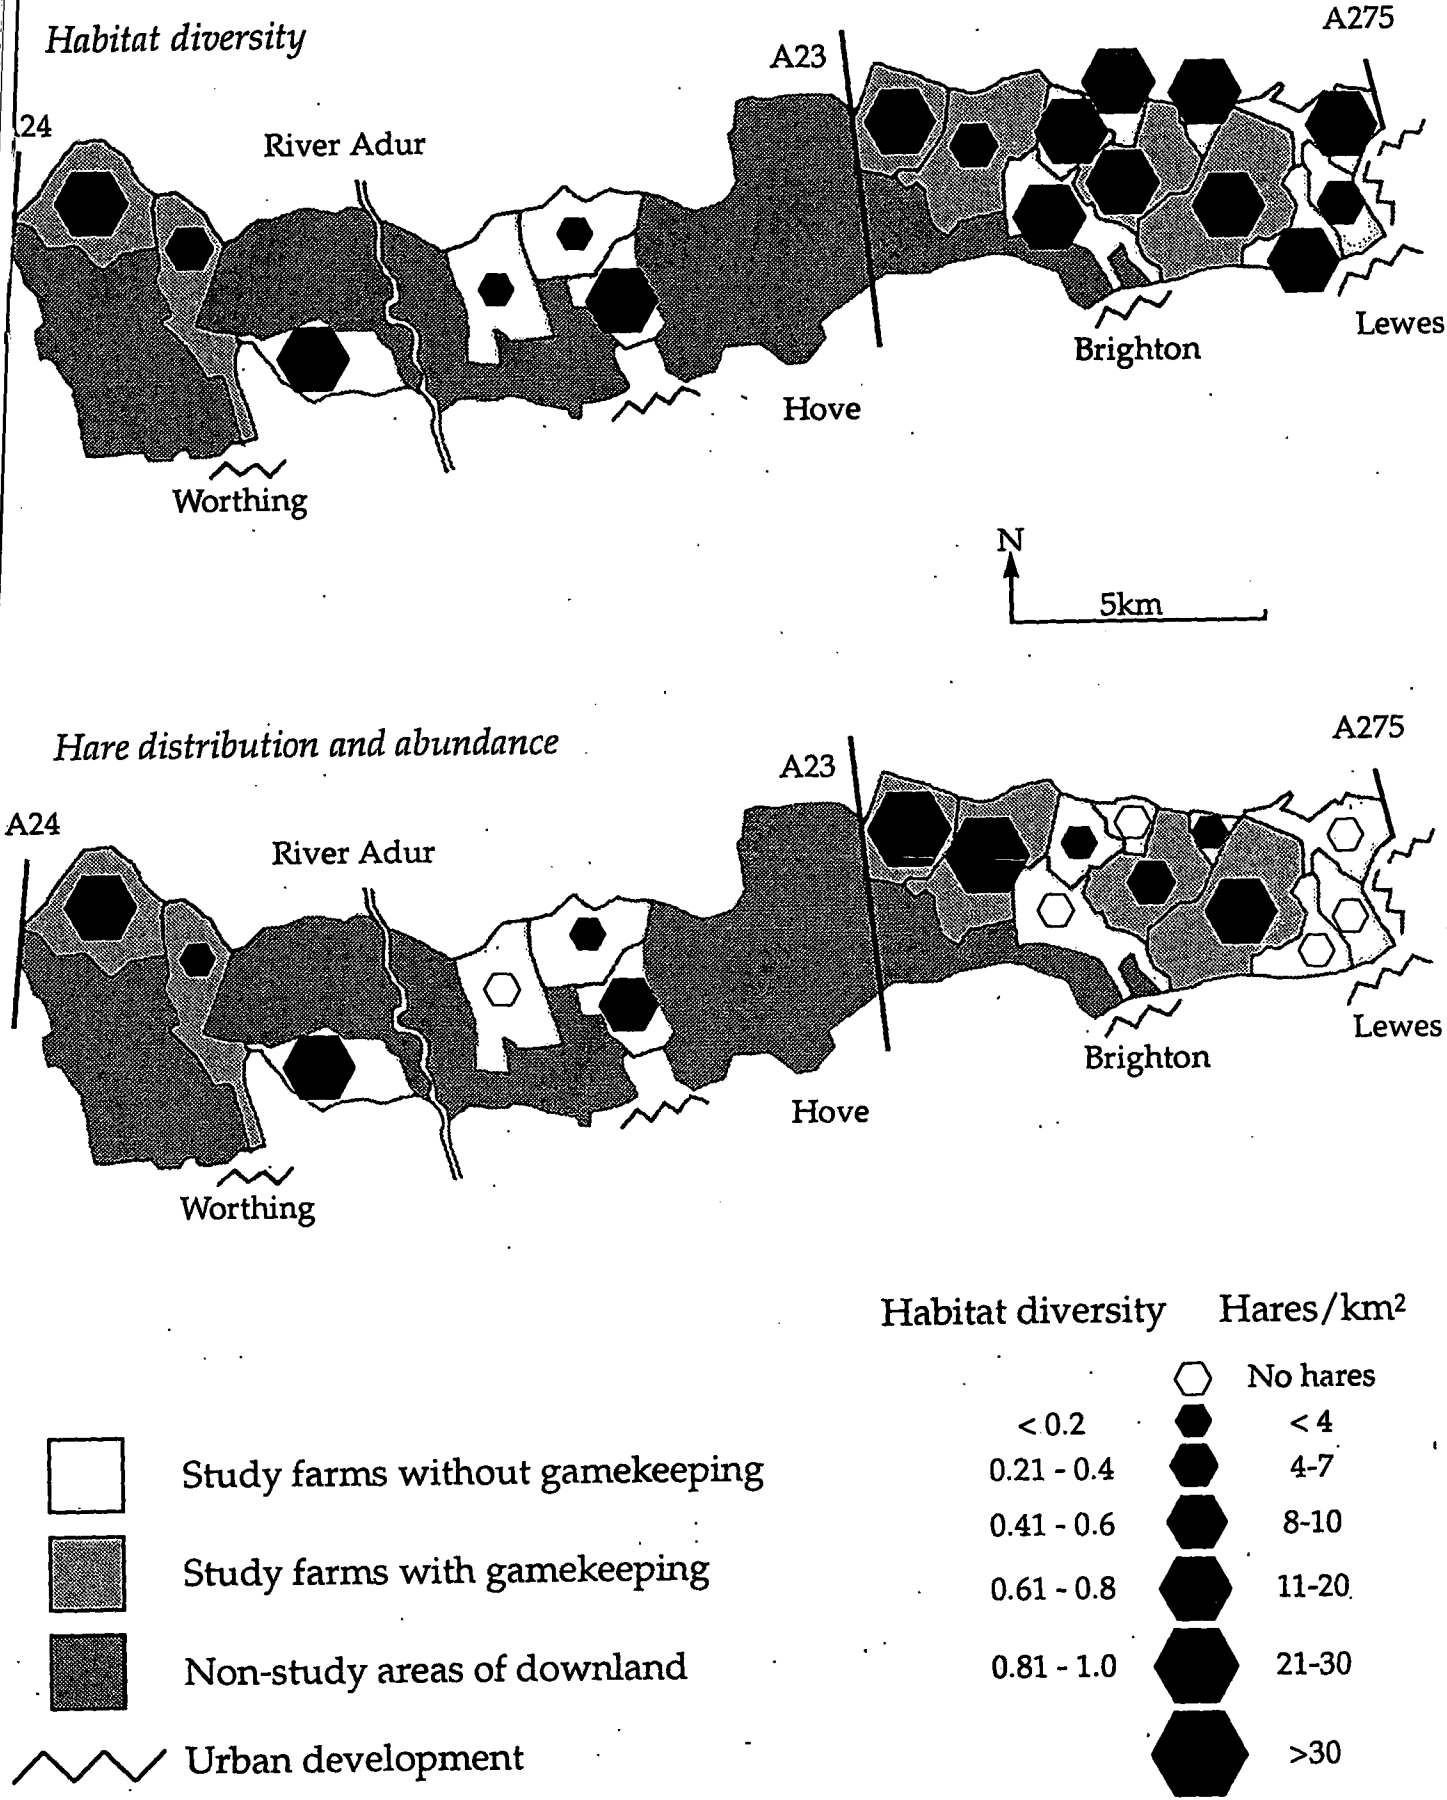 Habitat diversity
A23
A275
24
River Adur
Lewes
Brighton
Hove
Worthing
N
5km
Hare distribution and abundance
A23
A275
A24
River Adur
Lewes
Brighton
Hove
Worthing
Habitat diversity Hares/km²
No hares
< 0.2 < 4
0.21 - 0.4 4-7
0.41 - 0.6 8-10
0.61 - 0.8 11-20
0.81 - 1.0 21-30
>30
Study farms without gamekeeping
Study farms with gamekeeping
Non-study areas of downland
Urban development